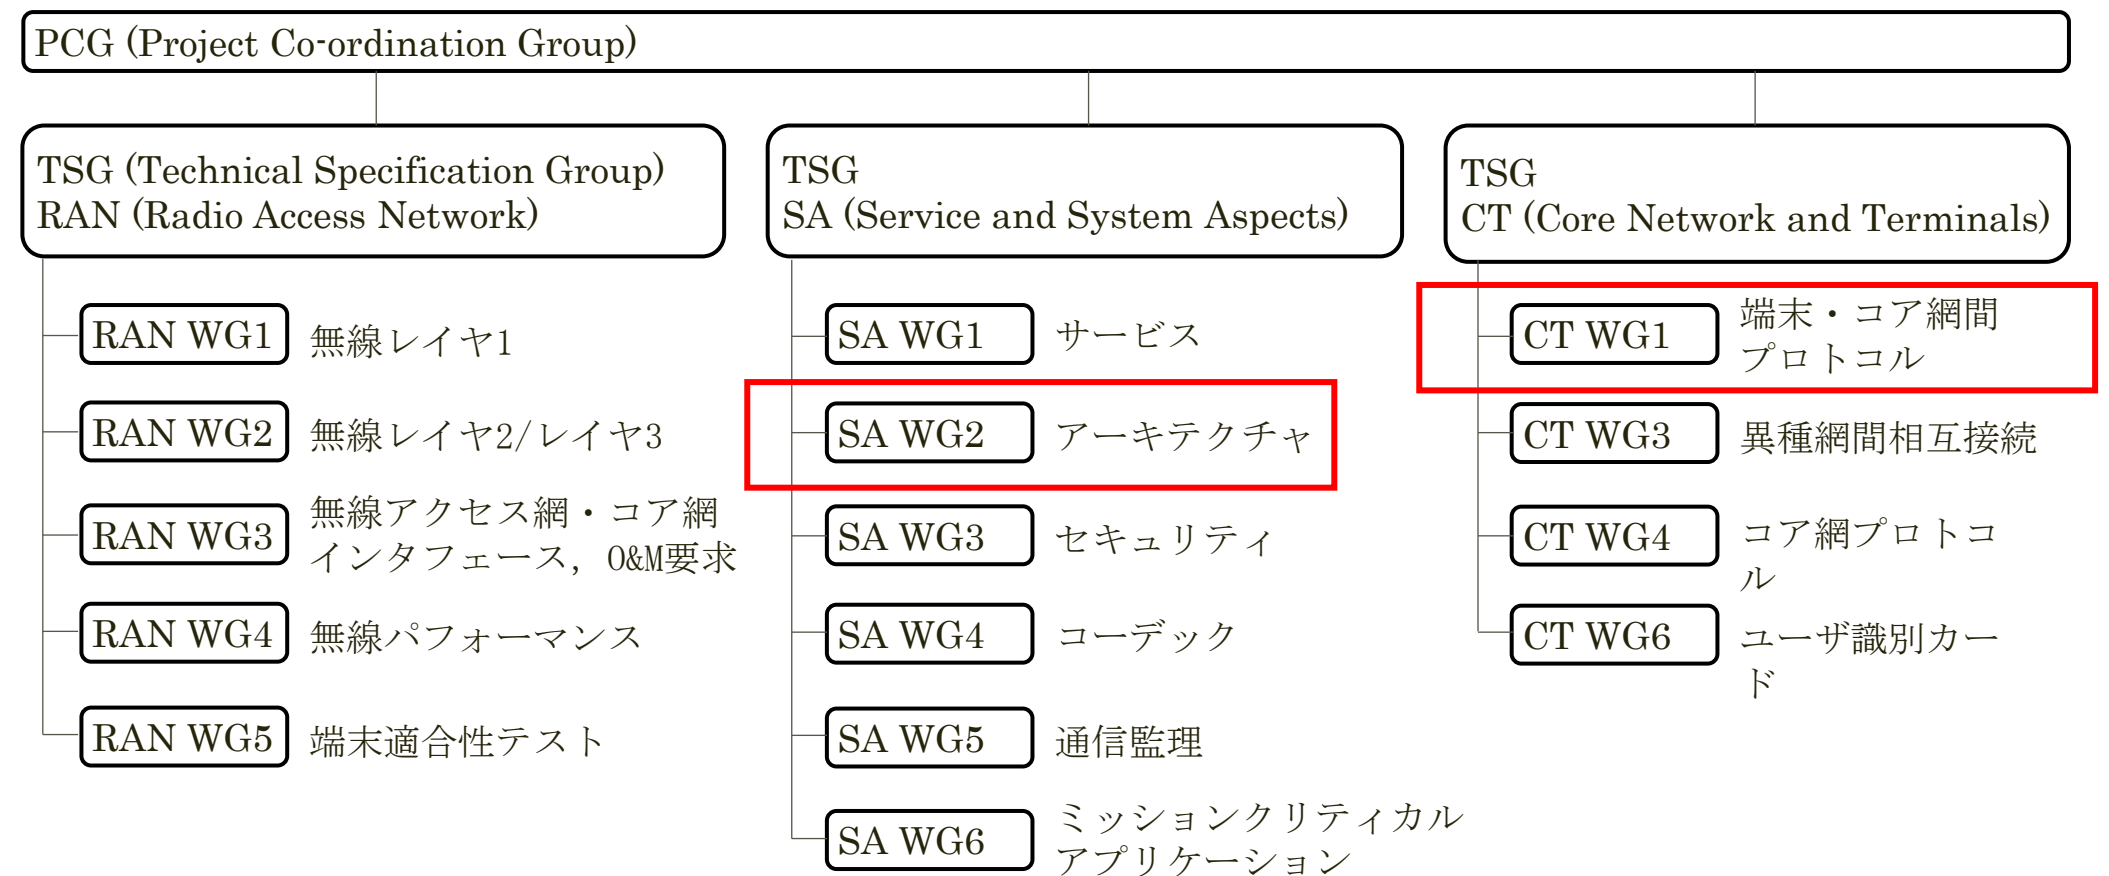 PCG (Project Co-ordination Group)
TSG (Technical Specification Group)
RAN (Radio Access Network)
RAN WG1
無線レイヤ1
RAN WG2
無線レイヤ2/レイヤ3
RAN WG3
無線アクセス網・コア網
インタフェース, O&M要求
RAN WG4
無線パフォーマンス
RAN WG5
端末適合性テスト
TSG
SA (Service and System Aspects)
SA WG1
サービス
SA WG2
アーキテクチャ
SA WG3
セキュリティ
SA WG4
コーデック
SA WG5
通信監理
SA WG6
ミッションクリティカル
アプリケーション
TSG
CT (Core Network and Terminals)
CT WG1
端末・コア網間
プロトコル
CT WG3
異種網間相互接続
CT WG4
コア網プロトコ
ル
CT WG6
ユーザ識別カー
ド